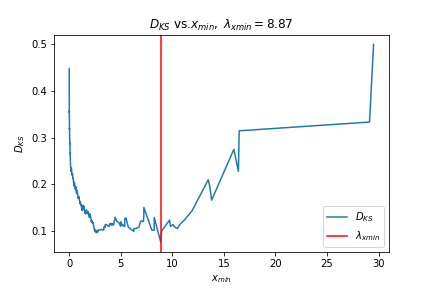 D_KS vs.x_min, λ_xmin = 8.87
0.5
0.4
0.3
0.2
0.1
D_KS
0
5
10
15
20
25
30
x_min
D_KS
λ_xmin